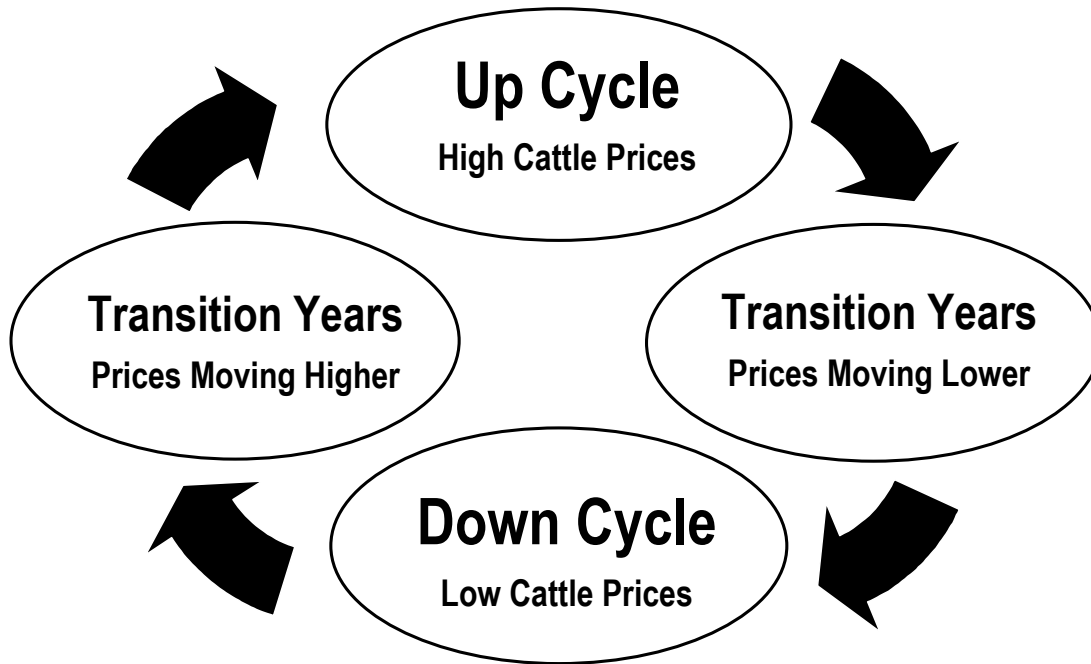 Up Cycle
High Cattle Prices
Transition Years
Prices Moving Higher
Transition Years
Prices Moving Lower
Down Cycle
Low Cattle Prices